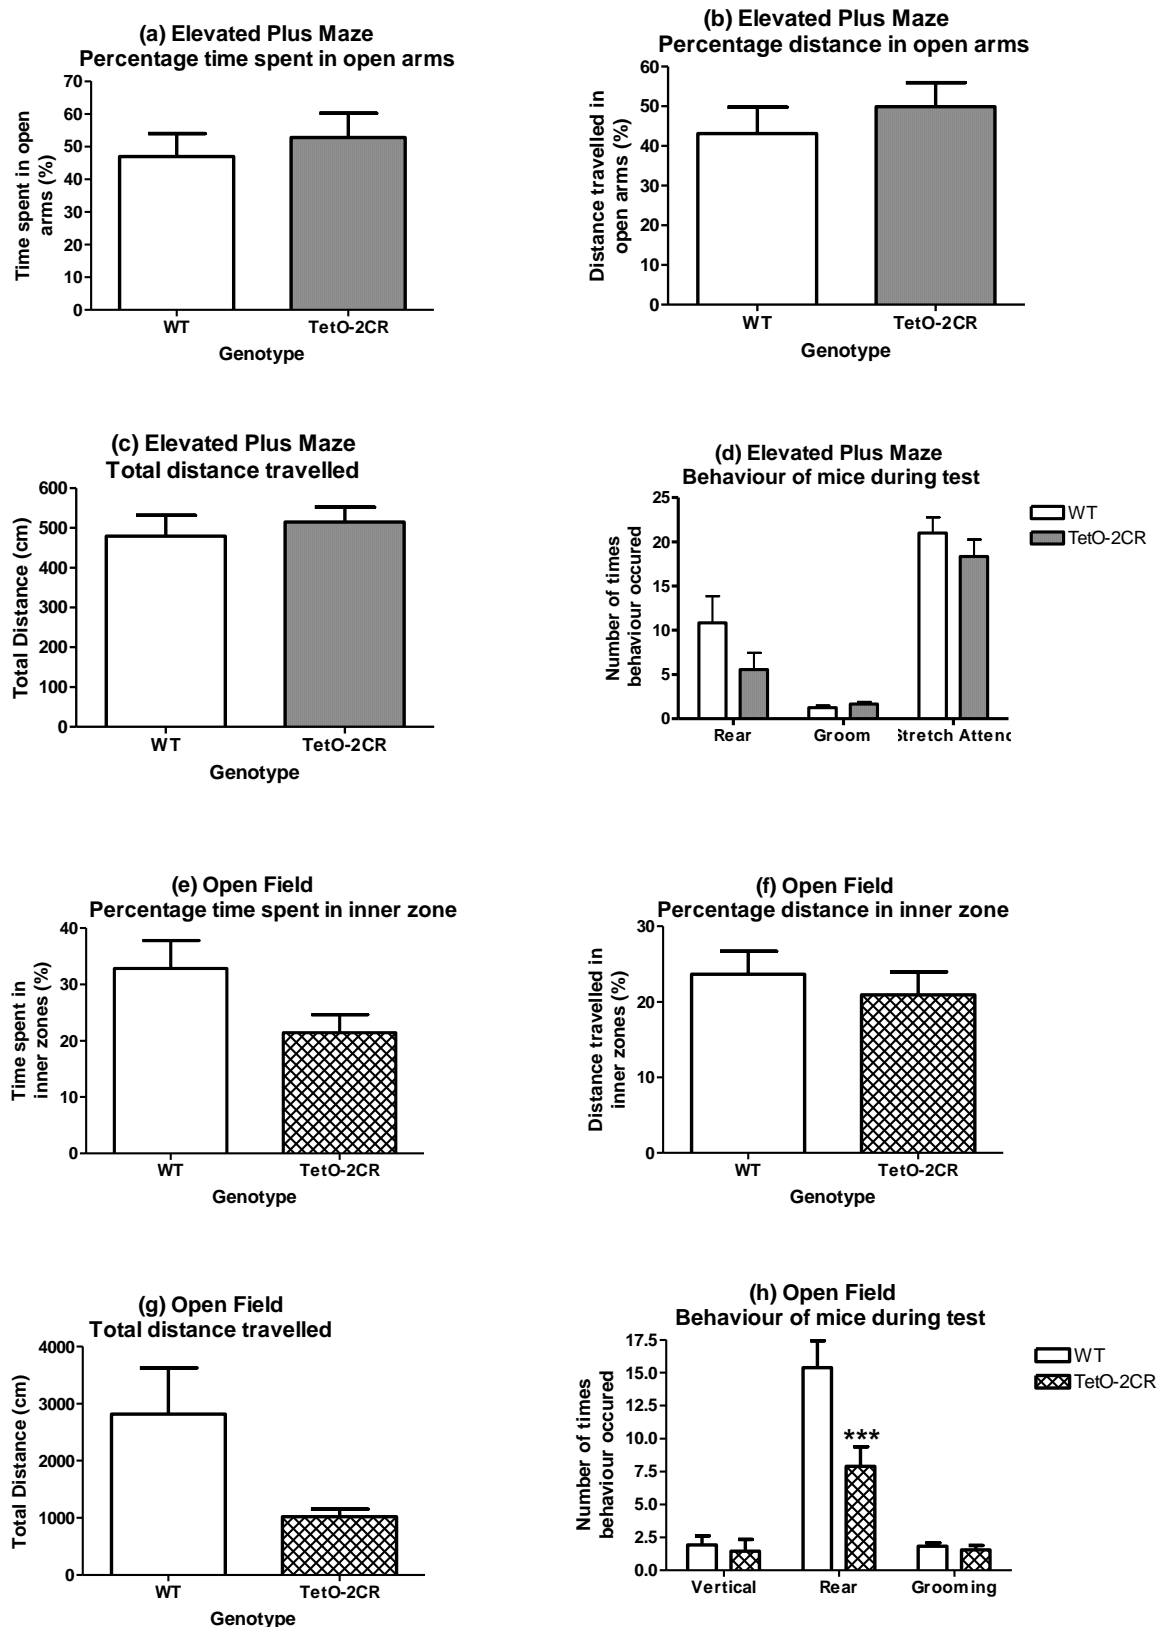 (a) Elevated Plus Maze
Percentage time spent in open arms
70
60
50
40
30
20
10
0
Time spent in open
arms (%)
WT
TetO-2CR
Genotype
(b) Elevated Plus Maze
Percentage distance in open arms
60
50
40
30
20
10
0
Distance travelled in
open arms (%)
WT
TetO-2CR
Genotype
(c) Elevated Plus Maze
Total distance travelled
600
500
400
300
200
100
0
Total Distance (cm)
WT
TetO-2CR
Genotype
(d) Elevated Plus Maze
Behaviour of mice during test
25
20
15
10
5
0
Number of times
behaviour occured
Rear
Groom
Stretch Attend
WT
TetO-2CR
(e) Open Field
Percentage time spent in inner zone
40
30
20
10
0
Time spent in
inner zones (%)
WT
TetO-2CR
Genotype
(f) Open Field
Percentage distance in inner zone
30
20
10
0
Distance travelled in
inner zones (%)
WT
TetO-2CR
Genotype
(g) Open Field
Total distance travelled
4000
3000
2000
1000
0
Total Distance (cm)
WT
TetO-2CR
Genotype
(h) Open Field
Behaviour of mice during test
17.5
15.0
12.5
10.0
7.5
5.0
2.5
0.0
Number of times
behaviour occured
***
Vertical
Rear
Grooming
WT
TetO-2CR